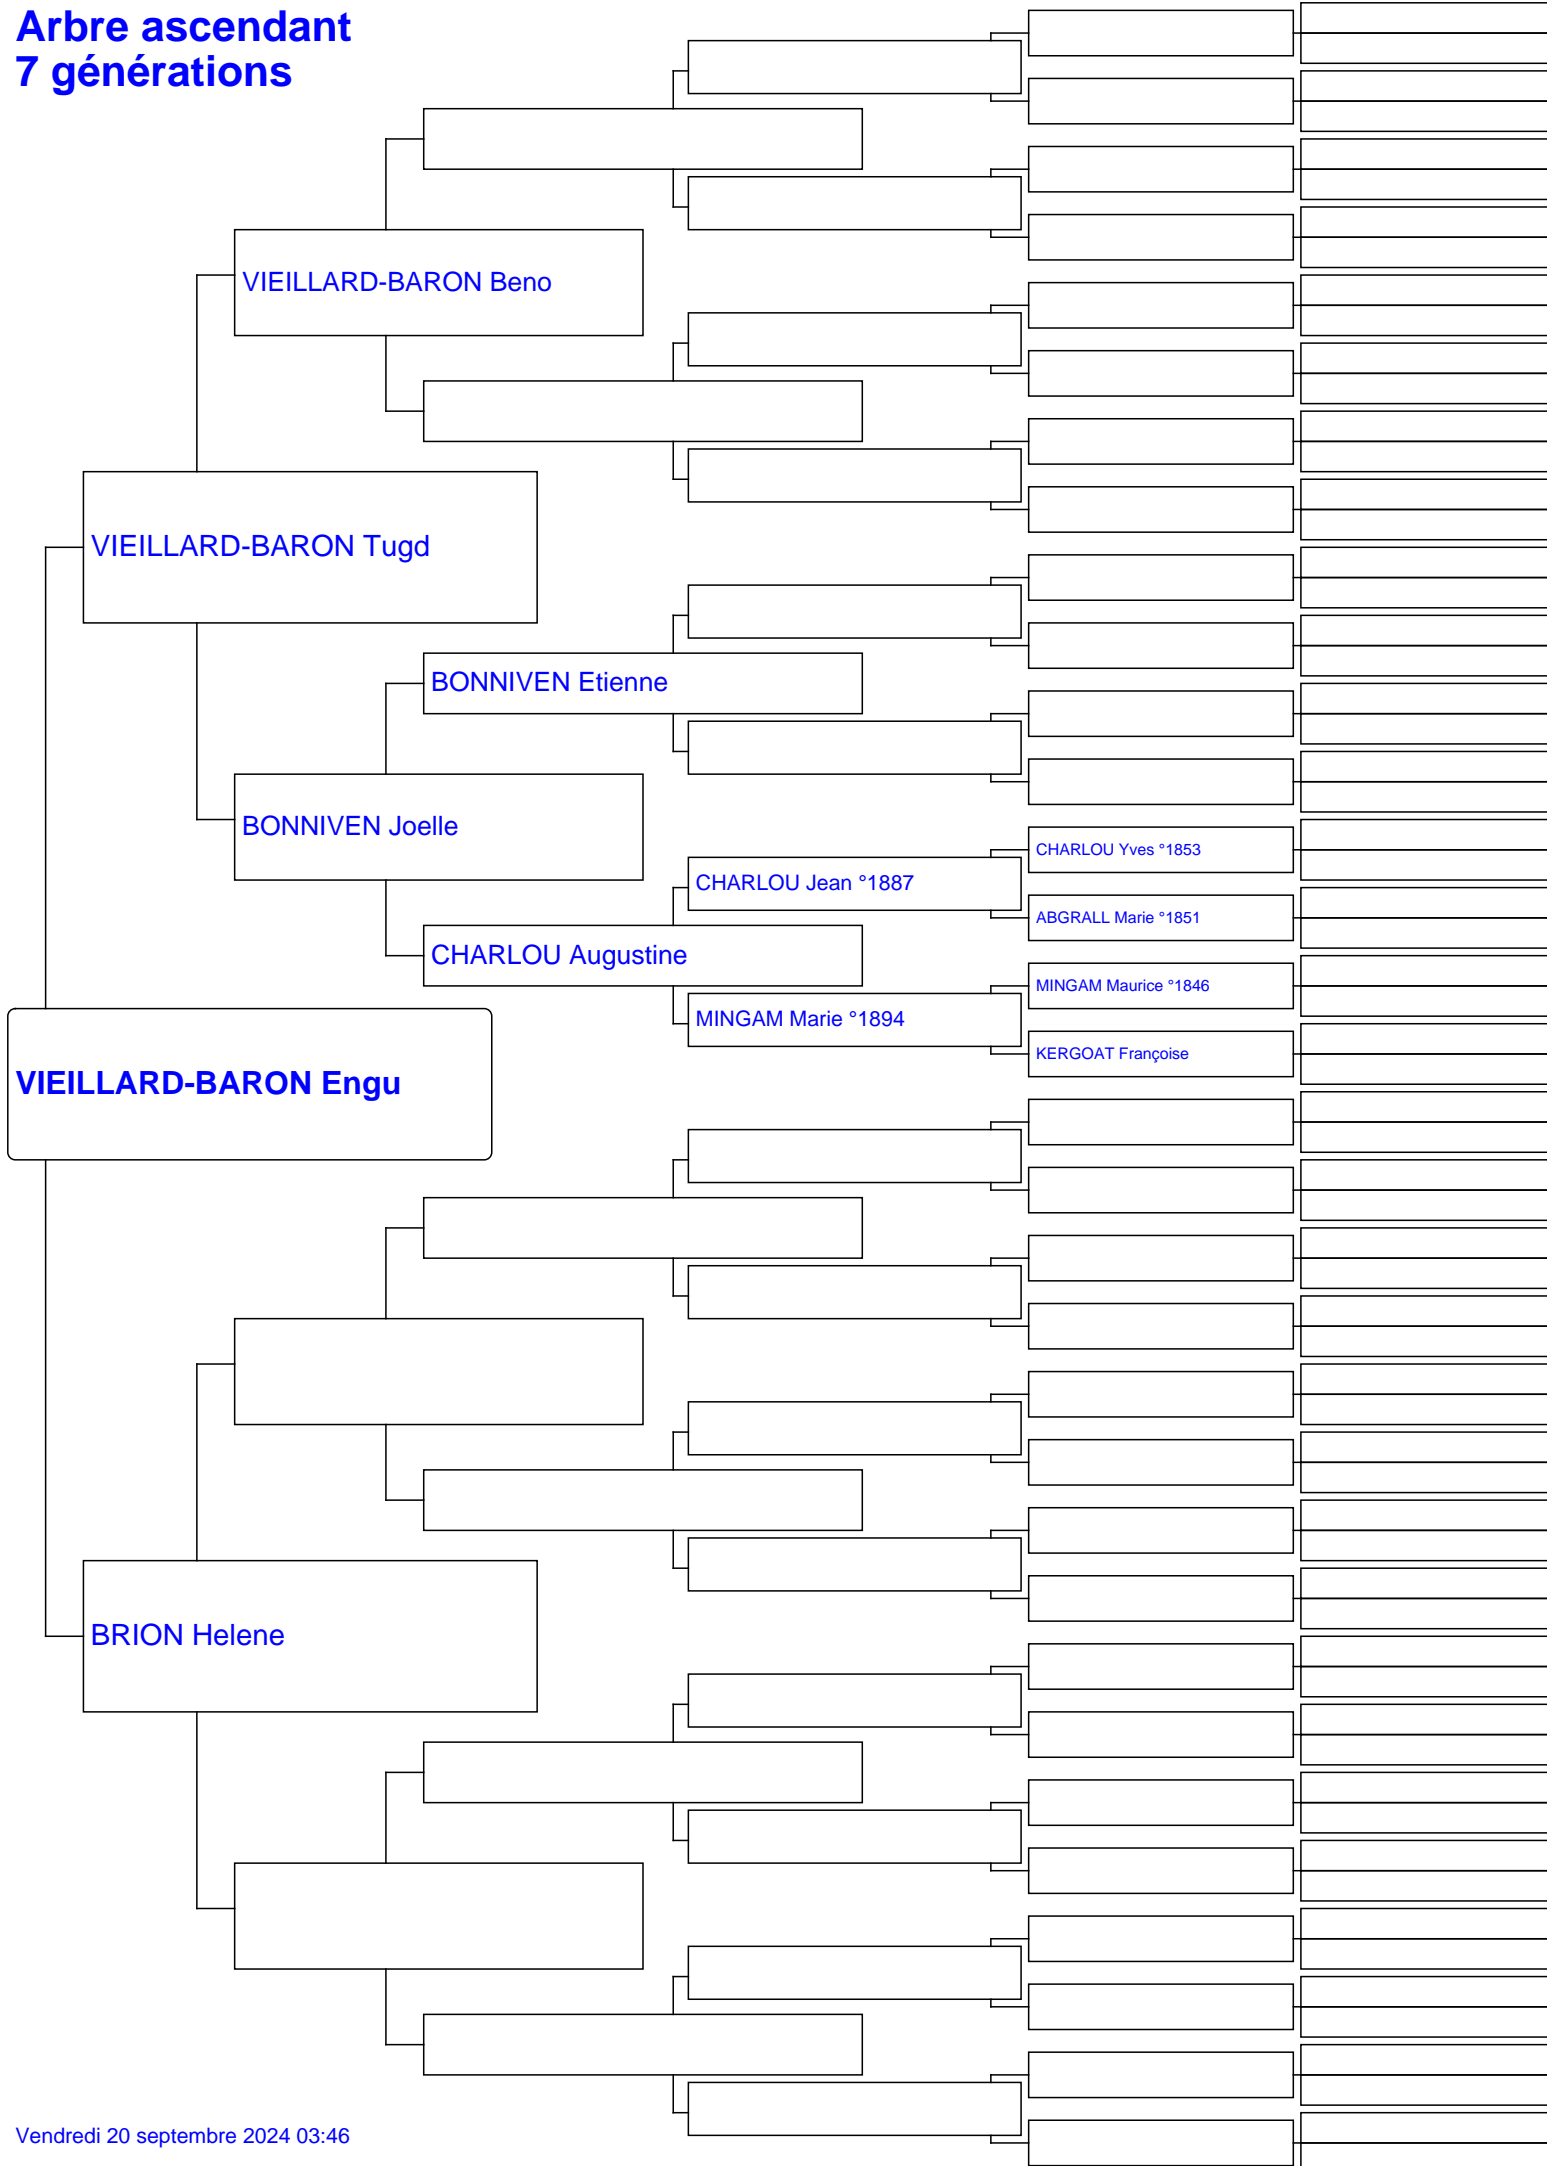 Arbre ascendant
7 générations
VIEILLARD-BARON Beno
VIEILLARD-BARON Tugd
BONNIVEN Etienne
BONNIVEN Joelle
CHARLOU Yves °1853
CHARLOU Jean °1887
ABGRALL Marie °1851
CHARLOU Augustine
MINGAM Maurice °1846
MINGAM Marie °1894
KERGOAT Françoise
VIEILLARD-BARON Engu
BRION Helene
Vendredi 20 septembre 2024 03:46